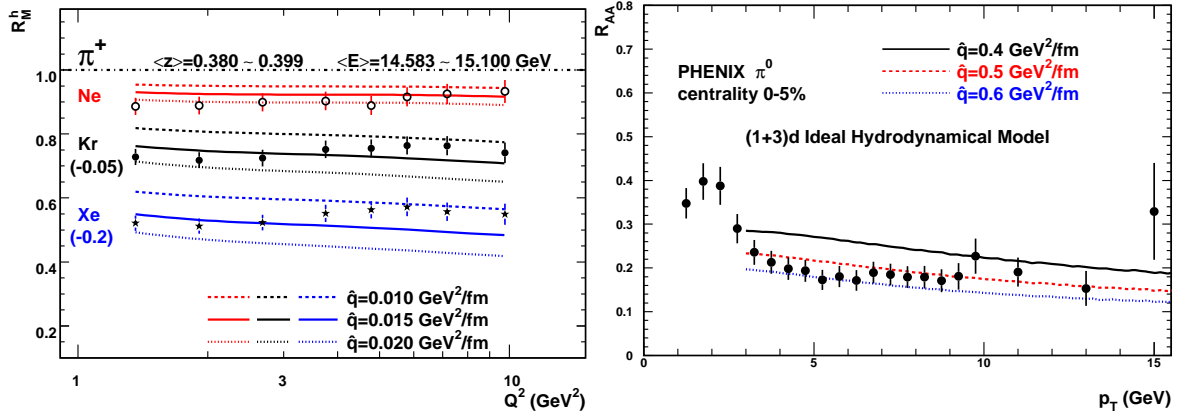 R_M^h
π+
<z>=0.380 ~ 0.399 <E>=14.583 ~ 15.100 GeV
1.0
Ne
0.8
Kr
(-0.05)
0.6
Xe
(-0.2)
0.4
0.2
q̂=0.010 GeV²/fm
q̂=0.015 GeV²/fm
q̂=0.020 GeV²/fm
1
3
10
Q² (GeV²)
R_AA
0.8
0.7
0.6
0.5
0.4
0.3
0.2
0.1
0
q̂=0.4 GeV²/fm
q̂=0.5 GeV²/fm
q̂=0.6 GeV²/fm
PHENIX π⁰
centrality 0-5%
(1+3)d Ideal Hydrodynamical Model
0
5
10
15
p_T (GeV)